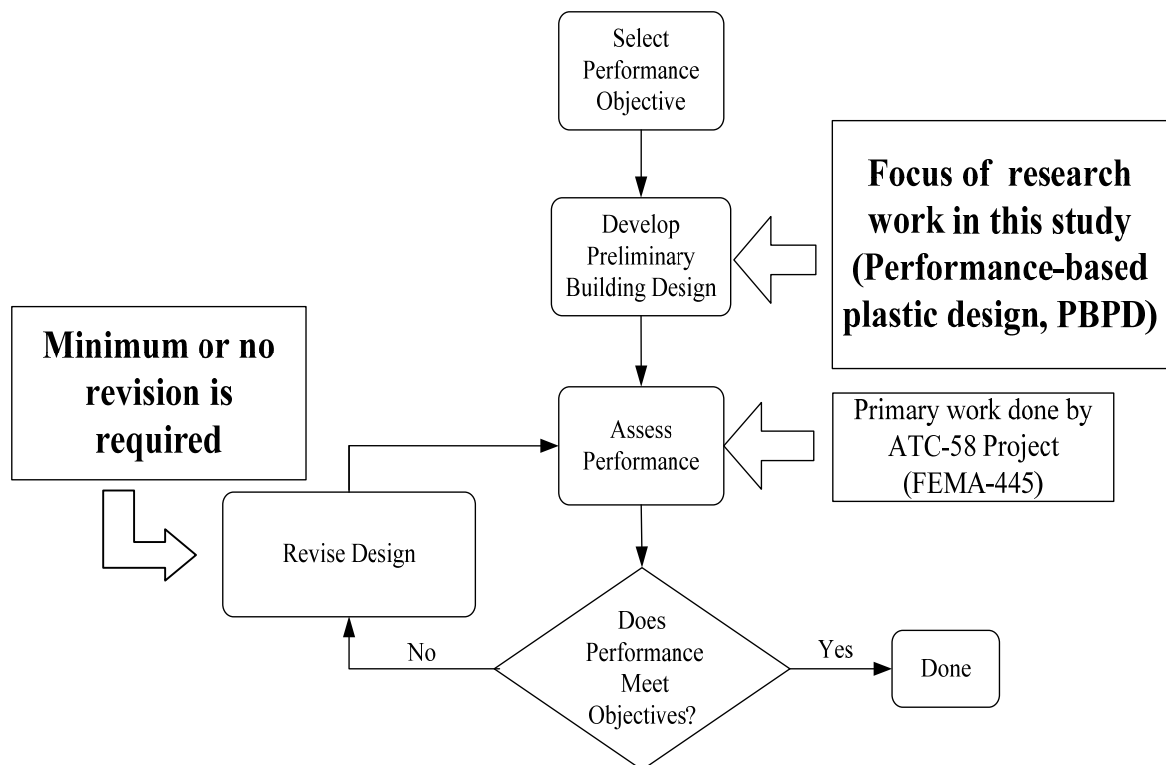 Select
Performance
Objective
Focus of research
work in this study
(Performance-based
plastic design, PBPD)
Develop
Preliminary
Building Design
Minimum or no
revision is
required
Assess
Performance
Primary work done by
ATC-58 Project
(FEMA-445)
Revise Design
Does
Performance
Meet
Objectives?
No
Yes
Done